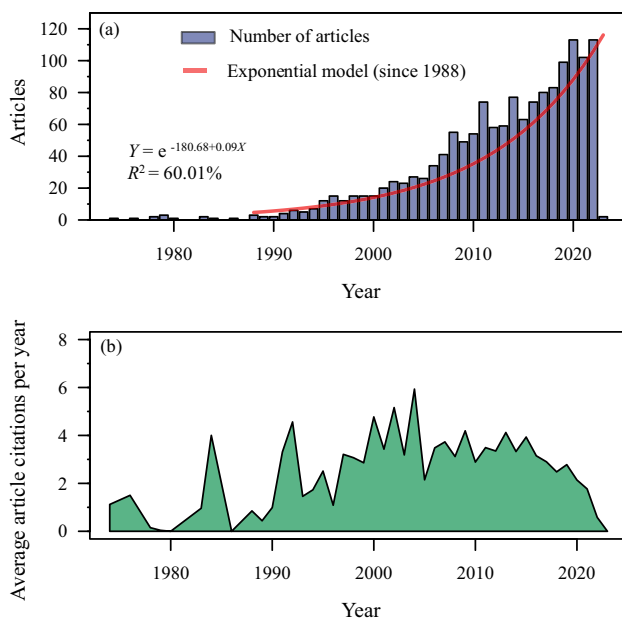 (a)
Number of articles
Exponential model (since 1988)
Y = e -180.68+0.09X
R² = 60.01%
Articles
120
100
80
60
40
20
0
1980
1990
2000
2010
2020
Year
(b)
Average article citations per year
8
6
4
2
0
1980
1990
2000
2010
2020
Year